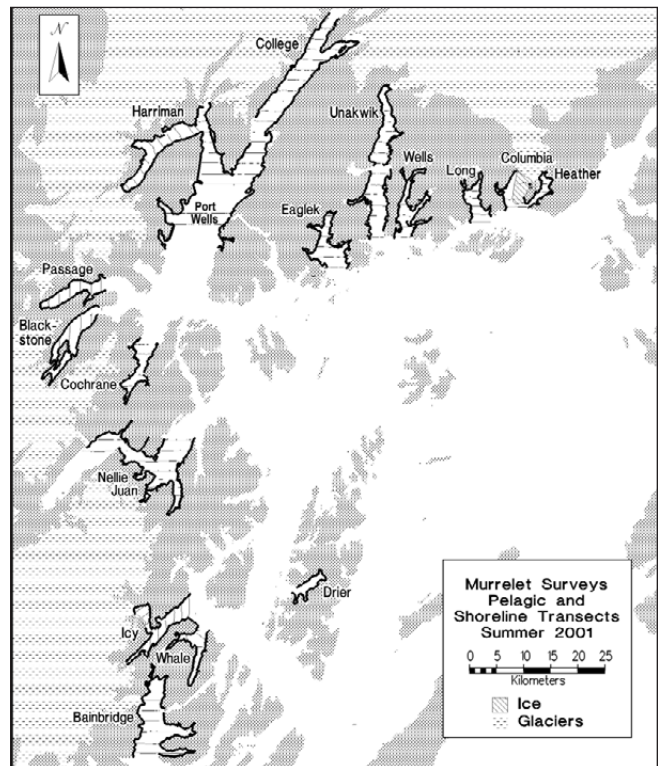 N
College
Harriman
Unakwik
Wells
Long
Columbia
Heather
Port
Wells
Eaglek
Passage
Black-
stone
Cochrane
Nellie
Juan
Drier
Icy
Whale
Bainbridge
Murrelet Surveys
Pelagic and
Shoreline Transects
Summer 2001
0 5 10 15 20 25
Kilometers
Ice
Glaciers